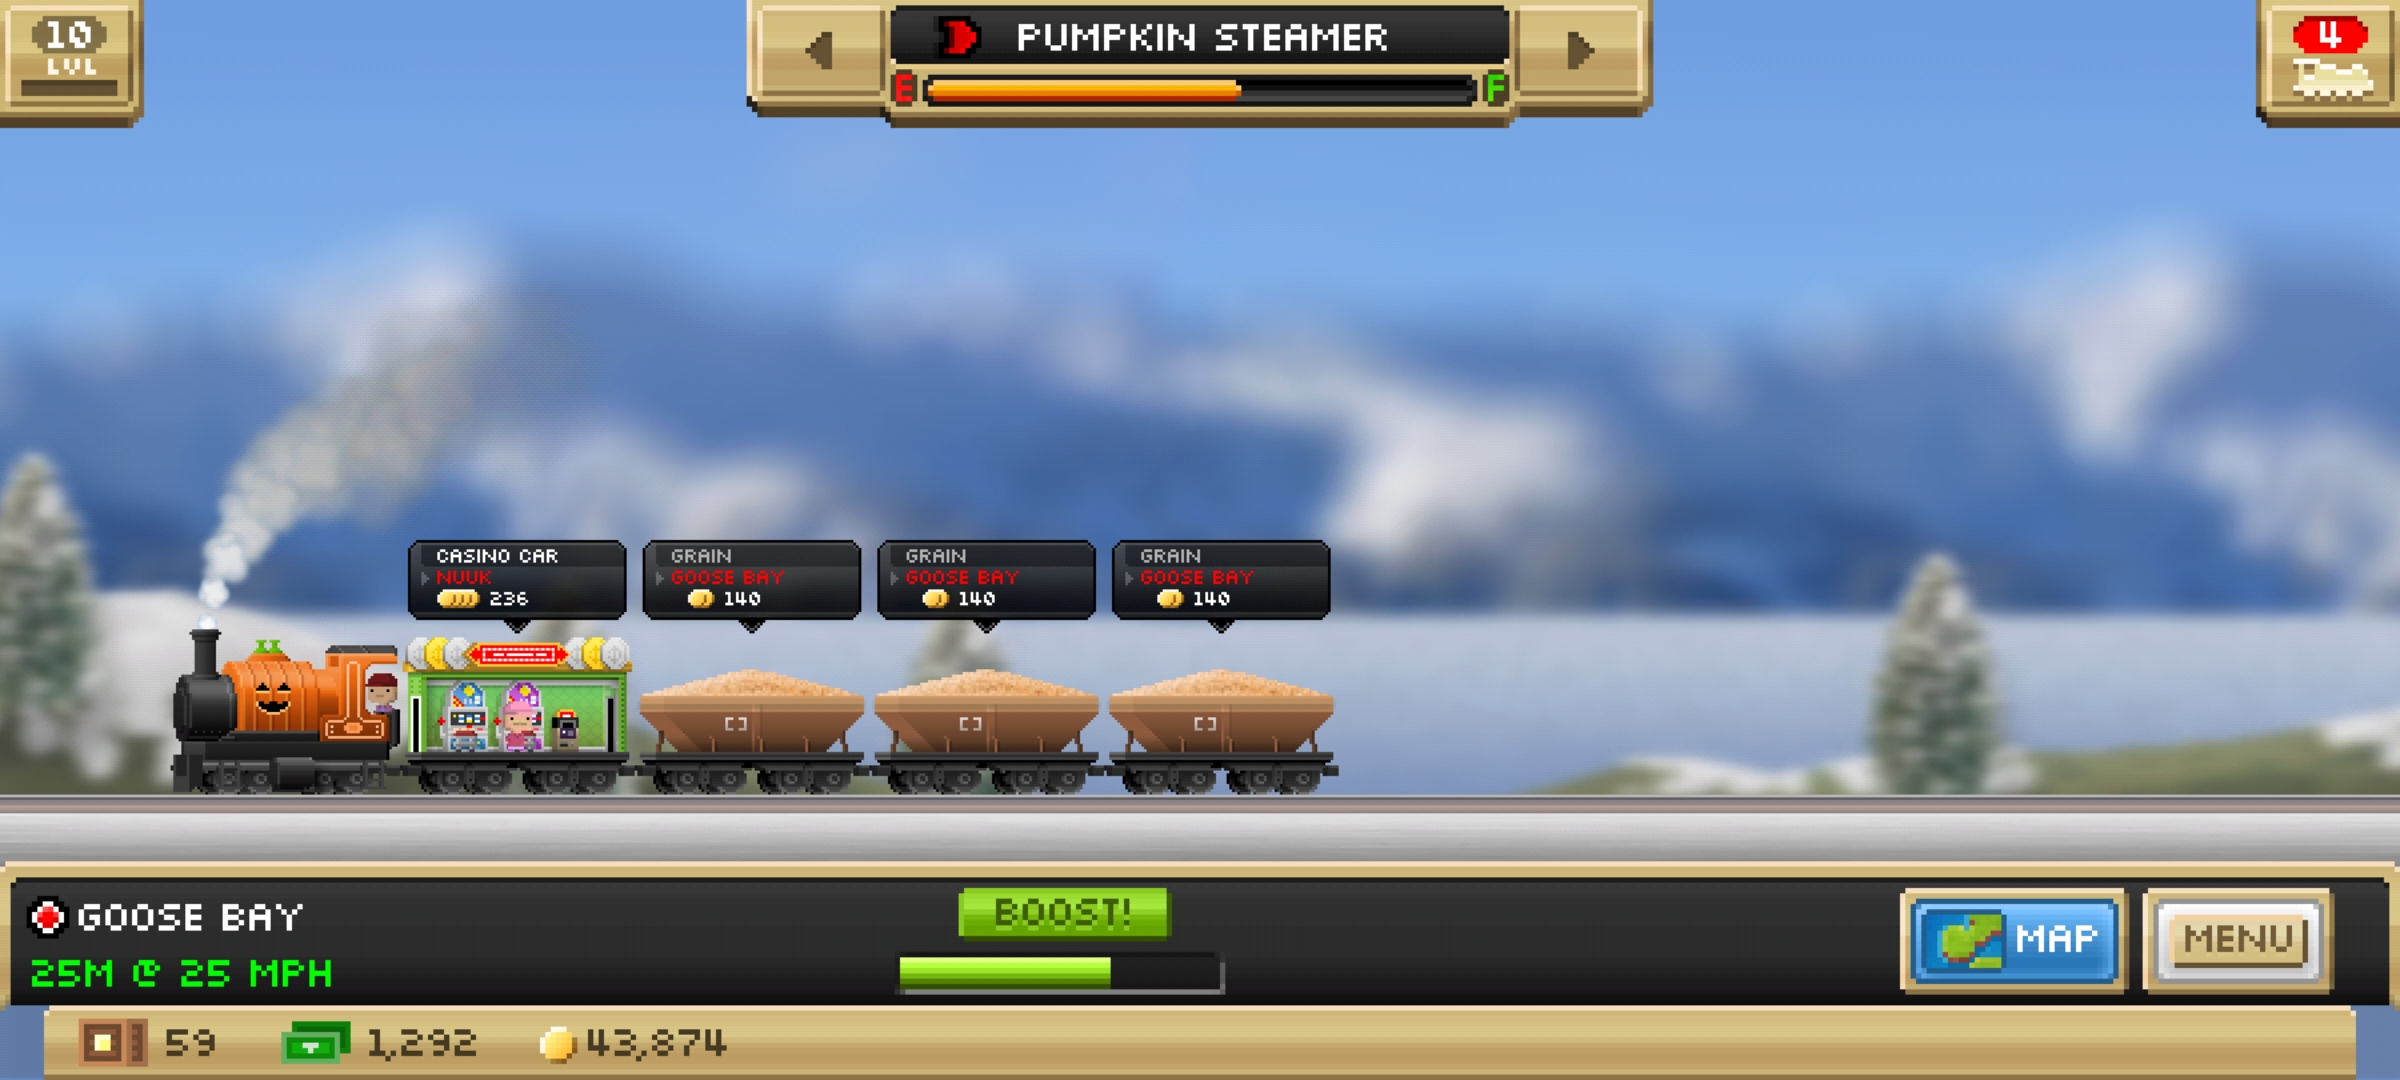 10
LVL
PUMPKIN STEAMER
E F
4
CASINO CAR
NUUK
236
GRAIN
GOOSE BAY
140
GRAIN
GOOSE BAY
140
GRAIN
GOOSE BAY
140
GOOSE BAY
25M @ 25 MPH
BOOST!
MAP
MENU
59
1,292
43,874